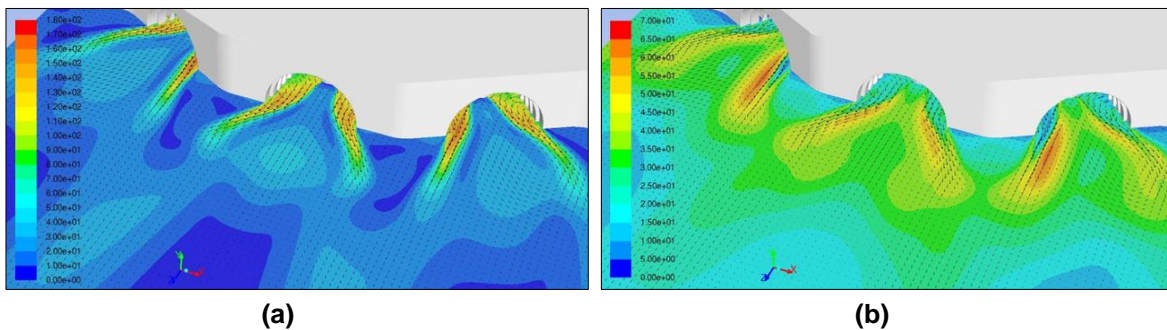 1.80e+02
1.70e+02
1.60e+02
1.50e+02
1.40e+02
1.30e+02
1.20e+02
1.10e+02
1.00e+02
9.00e+01
8.00e+01
7.00e+01
6.00e+01
5.00e+01
4.00e+01
3.00e+01
2.00e+01
1.00e+01
0.00e+00
Y
X
Z
(a)
7.00e+01
6.50e+01
6.00e+01
5.50e+01
5.00e+01
4.50e+01
4.00e+01
3.50e+01
3.00e+01
2.50e+01
2.00e+01
1.50e+01
1.00e+01
5.00e+00
0.00e+00
X
Z
(b)